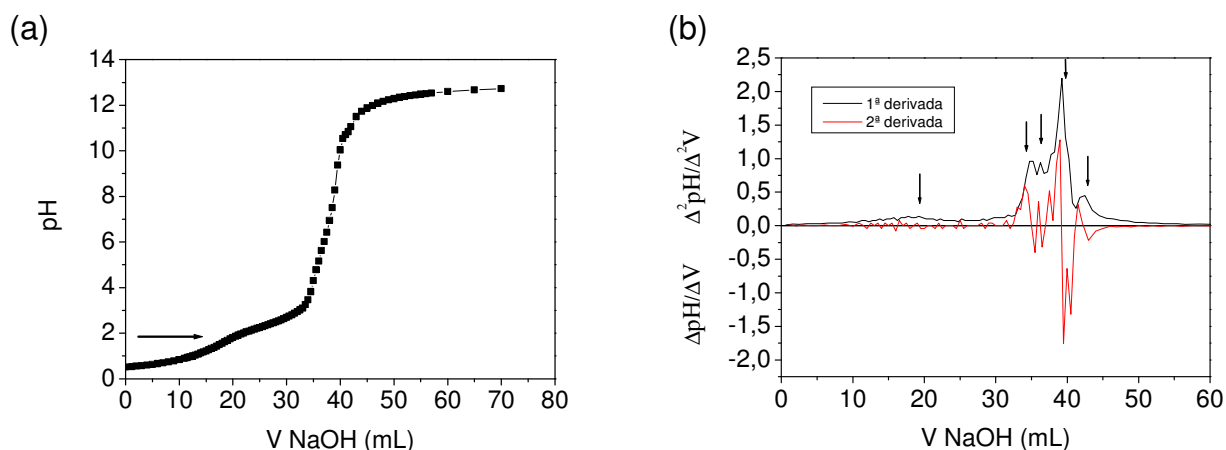 (a)
14
12
10
8
6
4
2
0
pH
0 10 20 30 40 50 60 70 80
V NaOH (mL)
(b)
2,5
2,0
1,5
1,0
0,5
0,0
-0,5
-1,0
-1,5
-2,0
Δ²pH/Δ²V
ΔpH/ΔV
1ª derivada
2ª derivada
0 10 20 30 40 50 60
V NaOH (mL)